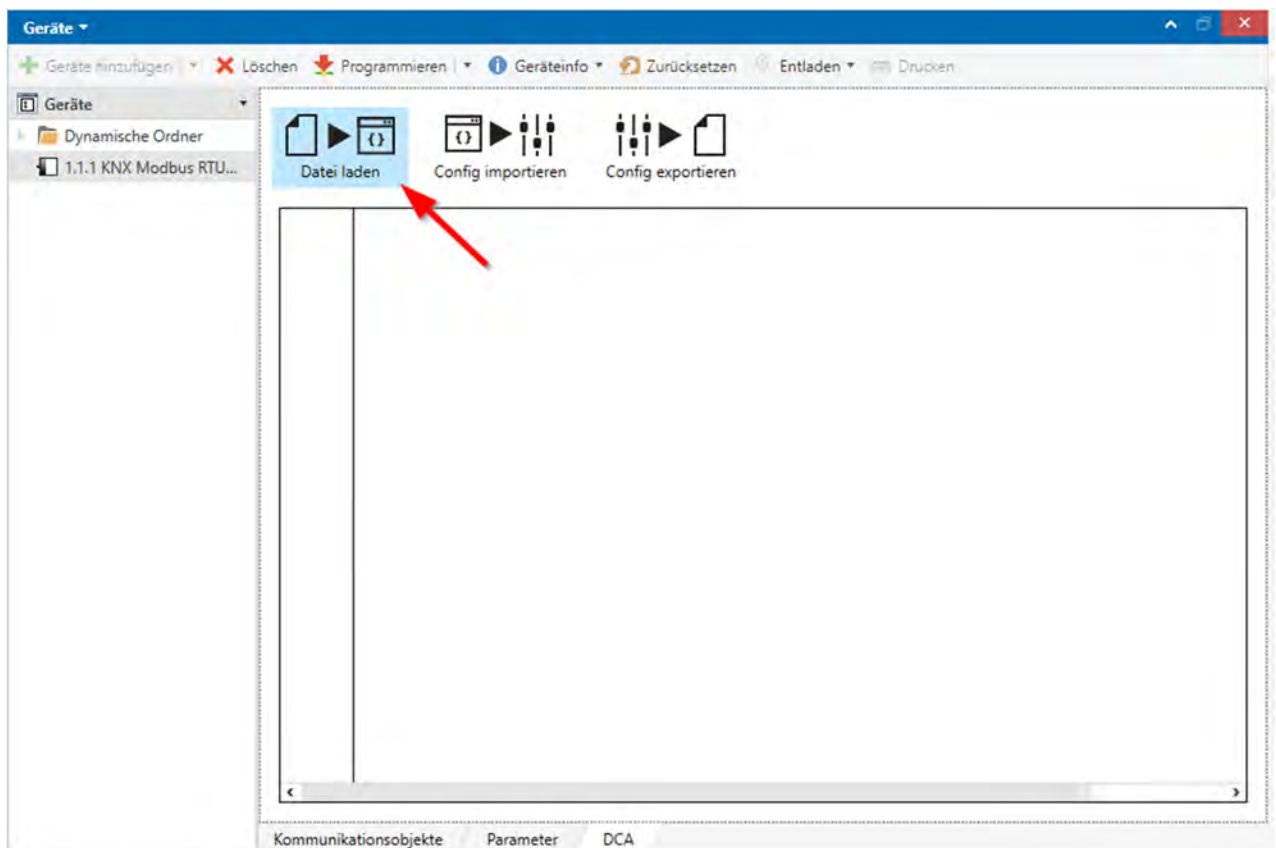 Geräte
Geräte hinzufügen Löschen Programmieren Geräteinfo Zurücksetzen Entladen Drucken
Geräte
Dynamische Ordner
1.1.1 KNX Modbus RTU...
{} {}
Datei laden Config importieren Config exportieren
Kommunikationsobjekte Parameter DCA